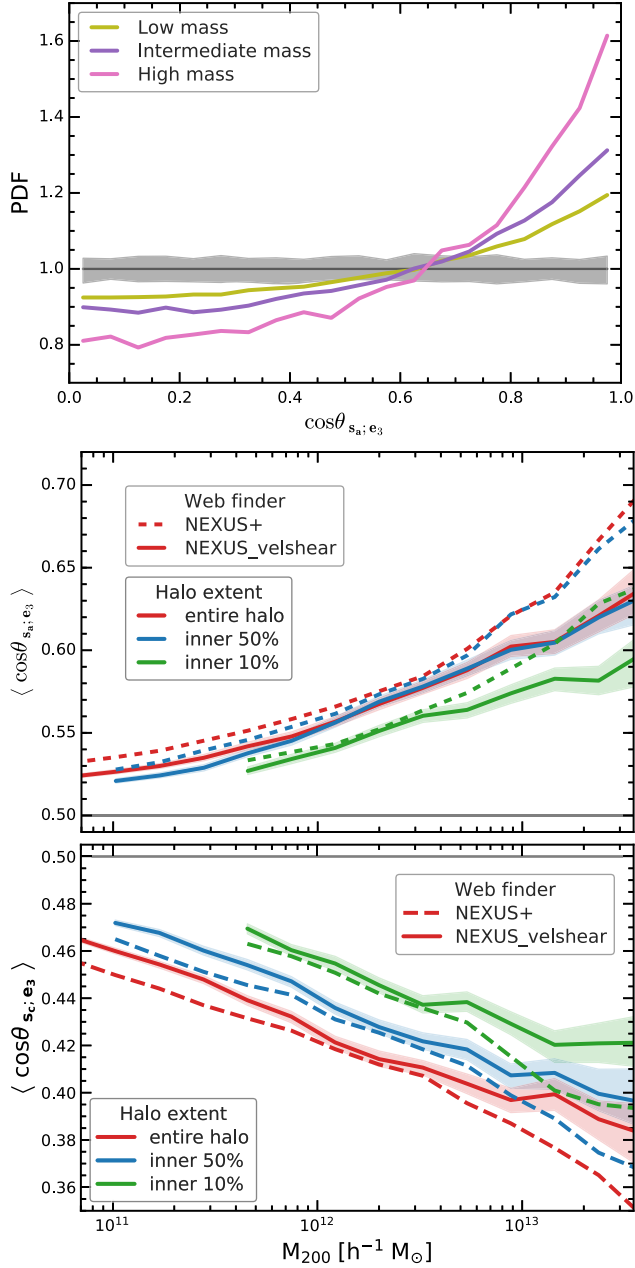 1.6
1.4
1.2
1.0
0.8
PDF
Low mass
Intermediate mass
High mass
0.0 0.2 0.4 0.6 0.8 1.0
cosθ s_a; e_3
0.70
0.65
0.60
0.55
0.50
⟨ cosθ s_a; e_3 ⟩
Web finder
NEXUS+
NEXUS_velshear
Halo extent
entire halo
inner 50%
inner 10%
0.50
0.48
0.46
0.44
0.42
0.40
0.38
0.36
⟨ cosθ s_c; e_3 ⟩
Web finder
NEXUS+
NEXUS_velshear
Halo extent
entire halo
inner 50%
inner 10%
10^11 10^12 10^13
M_200 [h^−1 M_⊙]